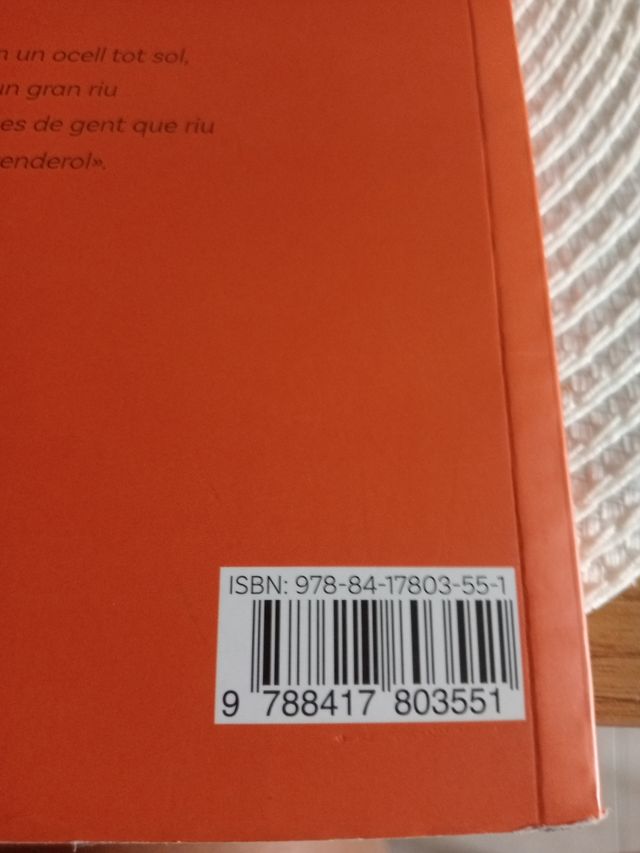 un ocell tot sol,
un gran riu
es de gent que riu
enderol».
ISBN: 978-84-17803-55-1
9 788417 803551